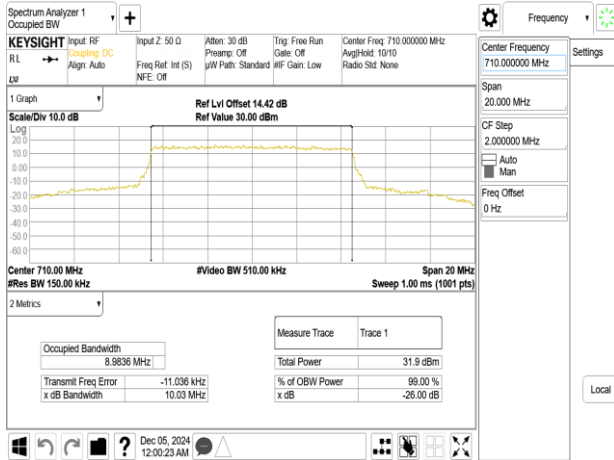 Spectrum Analyzer 1
Occupied BW
Frequency
KEYSIGHT
RL
LXI
Input: RF
Coupling: DC
Align: Auto
Input Z: 50 Ω
Freq Ref: Int (S)
NFE: Off
Atten: 30 dB
Preamp: Off
µW Path: Standard
Trig: Free Run
Gate: Off
#IF Gain: Low
Center Freq: 710.000000 MHz
Avg|Hold: 10/10
Radio Std: None
Center Frequency
710.000000 MHz
Settings
Span
20.000 MHz
CF Step
2.000000 MHz
Auto
Man
Freq Offset
0 Hz
Local
1 Graph
Scale/Div 10.0 dB
Ref Lvl Offset 14.42 dB
Ref Value 30.00 dBm
Log
20.0
10.0
0.00
-10.0
-20.0
-30.0
-40.0
-50.0
-60.0
Center 710.00 MHz
#Video BW 510.00 kHz
Span 20 MHz
#Res BW 150.00 kHz
Sweep 1.00 ms (1001 pts)
2 Metrics
Measure Trace
Trace 1
Occupied Bandwidth
8.9836 MHz
Total Power
31.9 dBm
Transmit Freq Error
-11.036 kHz
% of OBW Power
99.00 %
x dB Bandwidth
10.03 MHz
x dB
-26.00 dB
?
Dec 05, 2024
12:00:23 AM